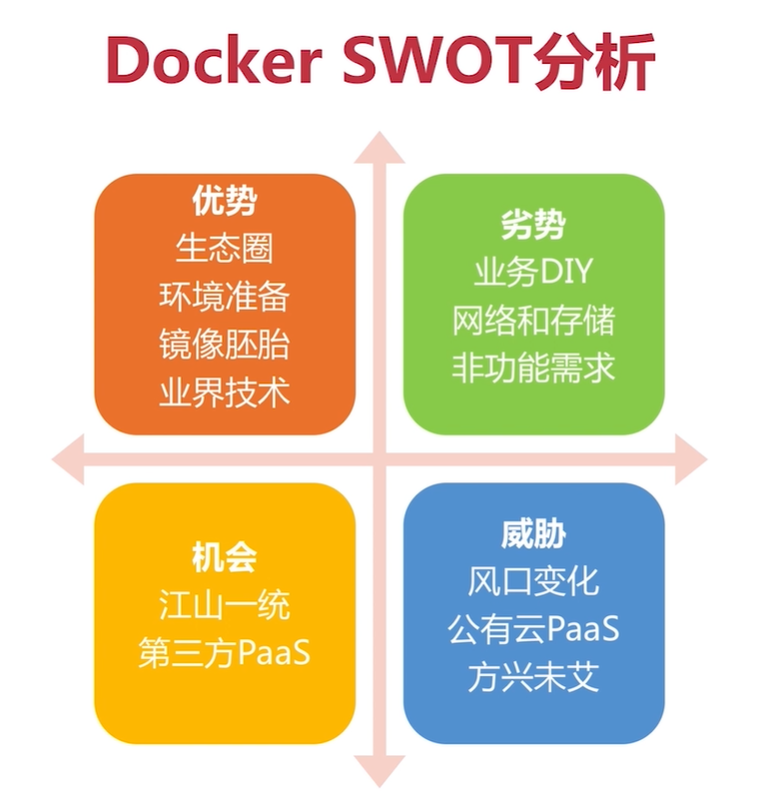 Docker SWOT分析
优势
生态圈
环境准备
镜像胚胎
业界技术
劣势
业务DIY
网络和存储
非功能需求
机会
江山一统
第三方PaaS
威胁
风口变化
公有云PaaS
方兴未艾